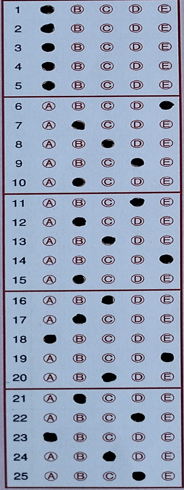 1 B C D E
2 B C D E
3 B C D E
4 B C D E
5 B C D E
6 A B C D
7 A C D E
8 A B D E
9 A B C E
10 A C D E
11 A B C E
12 A C D E
13 A B D E
14 A B C D
15 A C D E
16 A B D E
17 A C D E
18 B C D E
19 A B C D
20 A B D E
21 A C D E
22 A B C E
23 B C D E
24 A B D E
25 A B C E